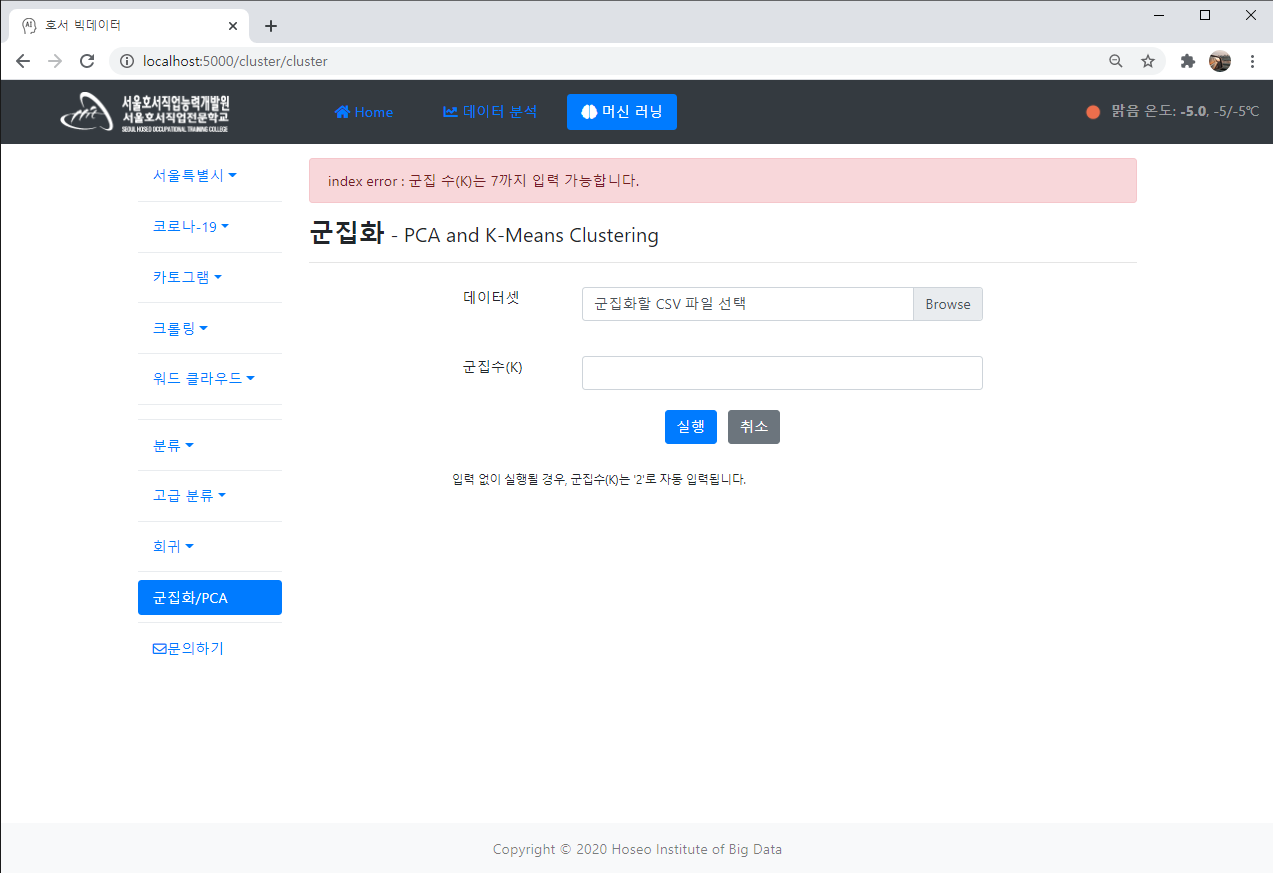 호서 빅데이터
localhost:5000/cluster/cluster
서울호서직업능력개발원
서울호서직업전문학교
SEOUL HOSEO OCCUPATIONAL TRAINING COLLEGE
Home
데이터 분석
머신 러닝
맑음 온도: -5.0, -5/-5℃
서울특별시
코로나-19
카토그램
크롤링
워드 클라우드
분류
고급 분류
회귀
군집화/PCA
문의하기
index error : 군집 수(K)는 7까지 입력 가능합니다.
군집화 - PCA and K-Means Clustering
데이터셋
군집화할 CSV 파일 선택
Browse
군집수(K)
실행
취소
입력 없이 실행될 경우, 군집수(K)는 '2'로 자동 입력됩니다.
Copyright © 2020 Hoseo Institute of Big Data